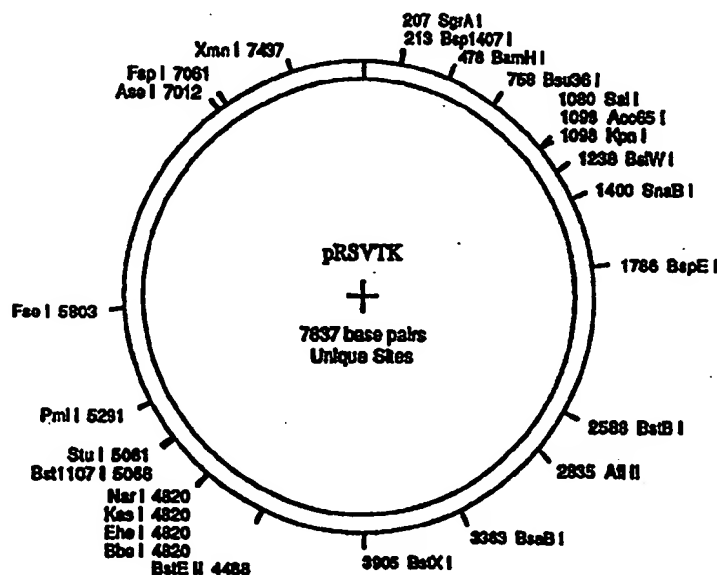 207 SgrA I
213 Bsp1407 I
478 BamH I
758 Bsu36 I
1080 Sal I
1098 Acc65 I
1098 Kpn I
1238 BsiW I
1400 SnaB I
1786 BspE I
2588 BstB I
2835 Afl II
3363 BsaB I
3905 BstX I
BstE II 4488
Bbe I 4820
Ehe I 4820
Kas I 4820
Nar I 4820
Bst1107 I 5068
Stu I 5061
Pml I 5291
Fse I 5803
Ase I 7012
Fsp I 7061
Xmn I 7437
pRSVTK
7837 base pairs
Unique Sites